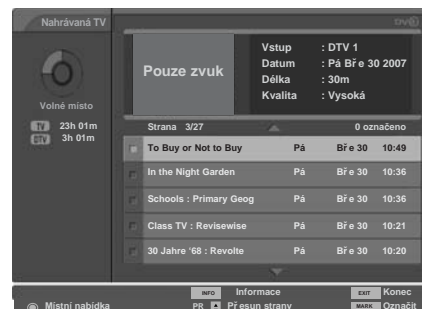 Nahrávaná TV
DVR
Pouze zvuk
Vstup : DTV 1
Datum : Pá Bře 30 2007
Délka : 30m
Kvalita : Vysoká
Volné místo
TV 23h 01m
DTV 3h 01m
Strana 3/27 0 označeno
To Buy or Not to Buy Pá Bře 30 10:49
In the Night Garden Pá Bře 30 10:36
Schools : Primary Geog Pá Bře 30 10:36
Class TV : Revisewise Pá Bře 30 10:21
30 Jahre '68 : Revolte Pá Bře 30 10:20
INFO Informace EXIT Konec
Místní nabídka PR Přesun strany MARK Označit